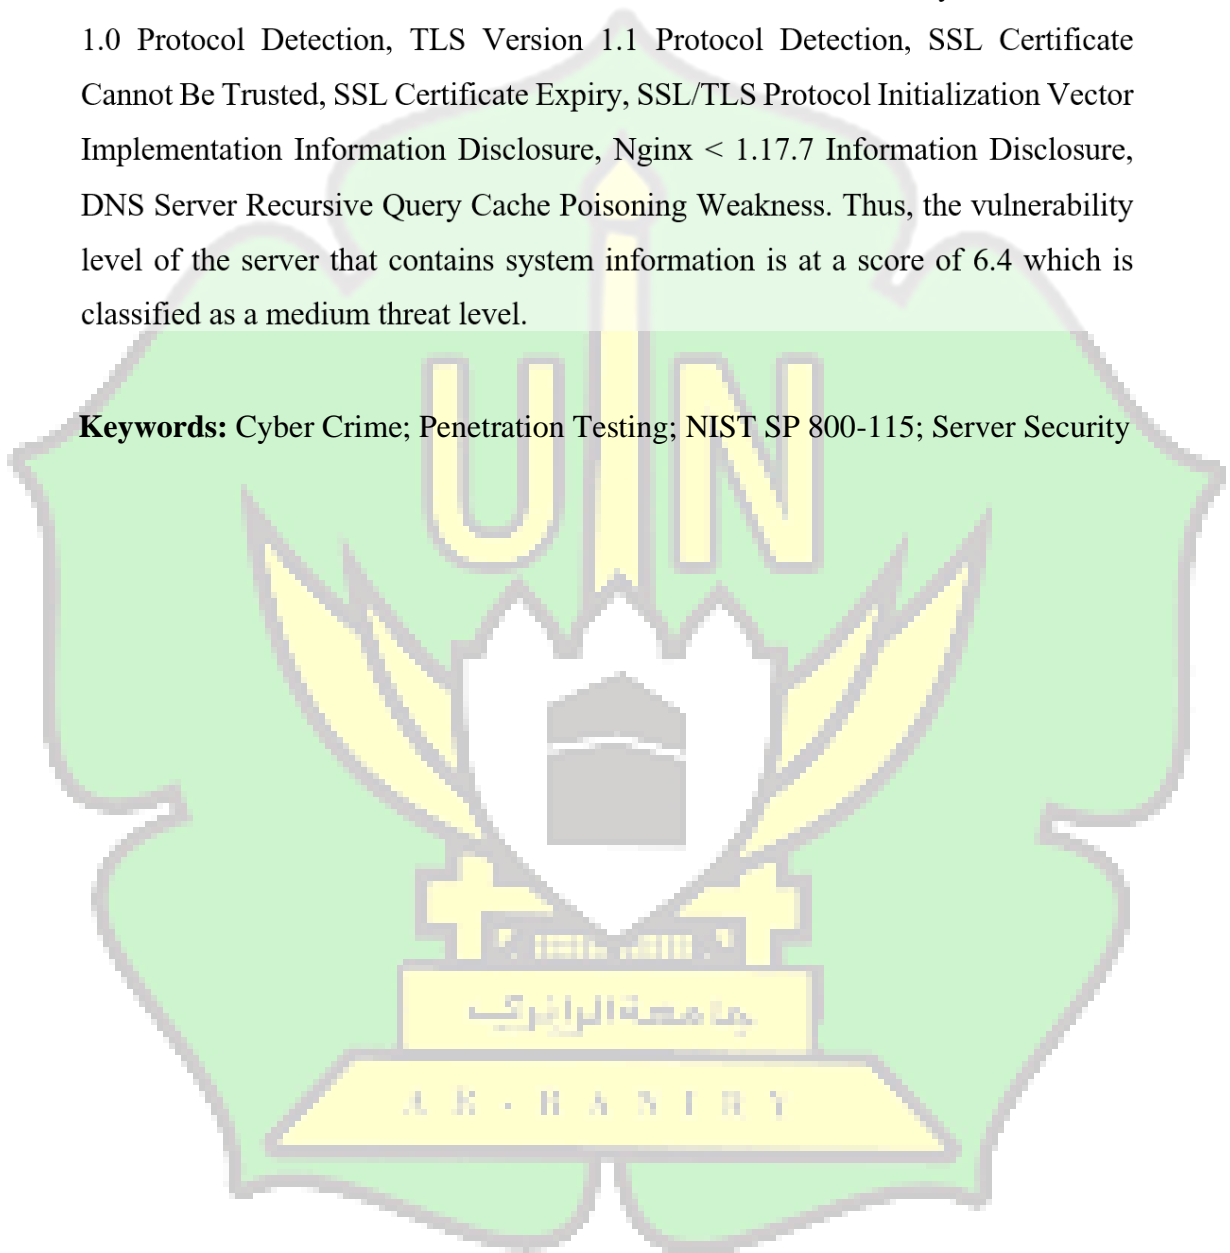 1.0 Protocol Detection, TLS Version 1.1 Protocol Detection, SSL Certificate
Cannot Be Trusted, SSL Certificate Expiry, SSL/TLS Protocol Initialization Vector
Implementation Information Disclosure, Nginx < 1.17.7 Information Disclosure,
DNS Server Recursive Query Cache Poisoning Weakness. Thus, the vulnerability
level of the server that contains system information is at a score of 6.4 which is
classified as a medium threat level.
UIN
Keywords: Cyber Crime; Penetration Testing; NIST SP 800-115; Server Security
جامعة الرانري
AR-RANIRY